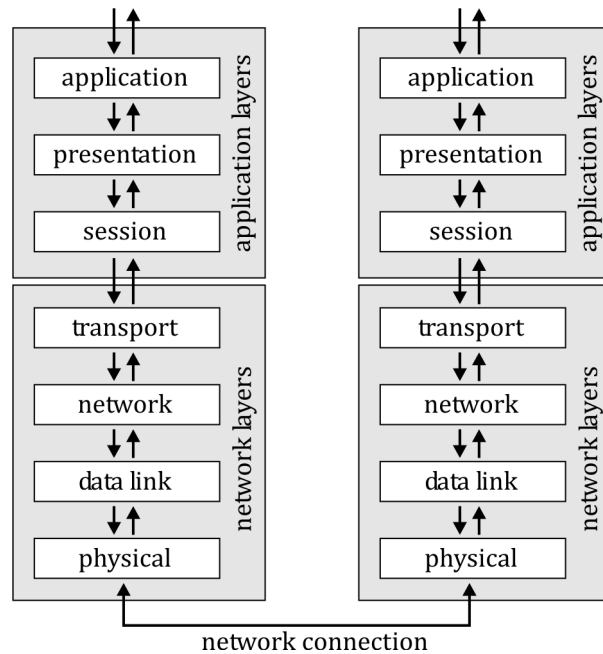 application
presentation
session
application layers
transport
network
data link
physical
network layers
application
presentation
session
application layers
transport
network
data link
physical
network layers
network connection